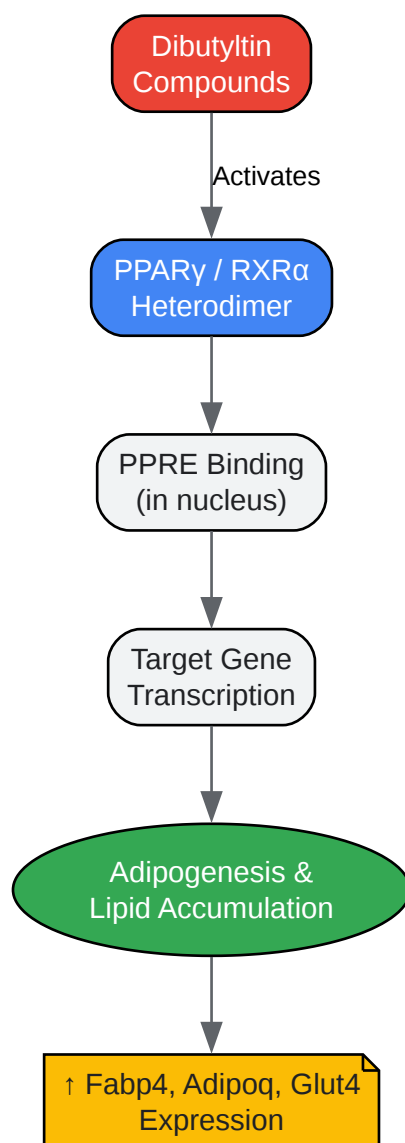 Dibutyltin
Compounds
Activates
PPARγ / RXRα
Heterodimer
PPRE Binding
(in nucleus)
Target Gene
Transcription
Adipogenesis &
Lipid Accumulation
↑ Fabp4, Adipoq, Glut4
Expression